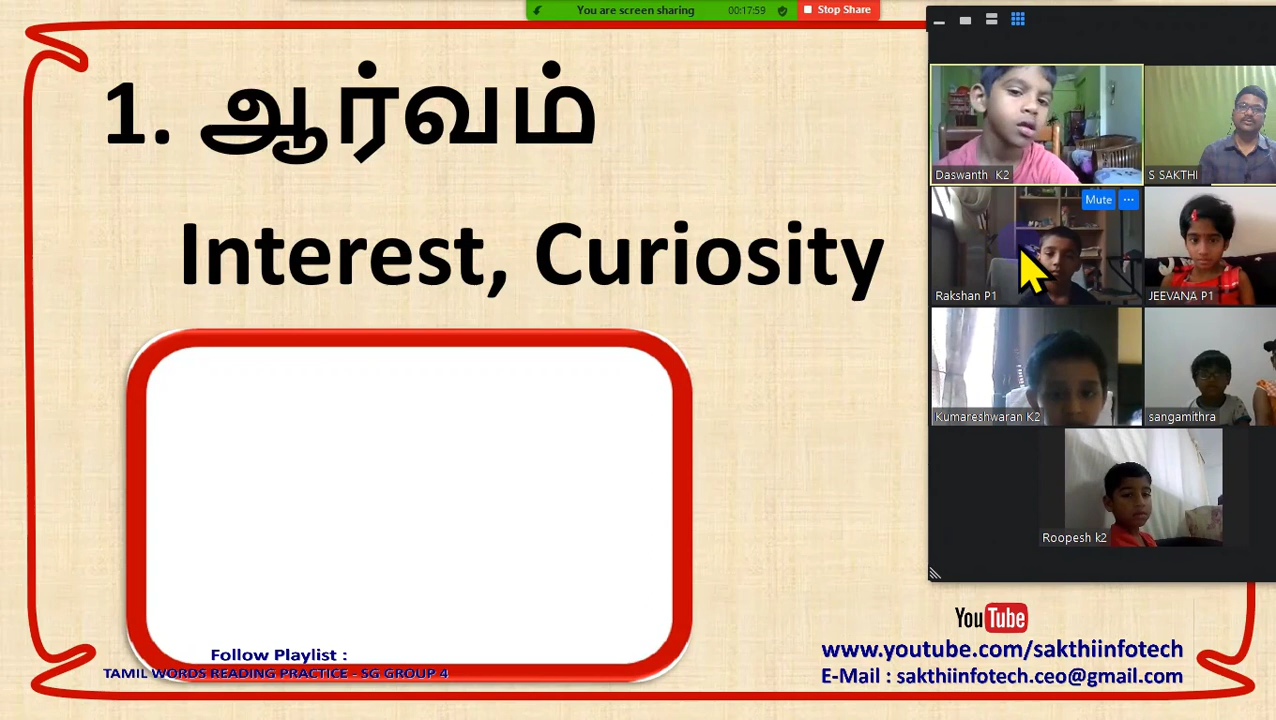 You are screen sharing 00:17:59 Stop Share
1. ஆர்வம்
Interest, Curiosity
Daswanth K2
S SAKTHI
Mute ...
Rakshan P1
JEEVANA P1
Kumareshwaran K2
sangamithra
Roopesh k2
Follow Playlist :
TAMIL WORDS READING PRACTICE - SG GROUP 4
YouTube
www.youtube.com/sakthiinfotech
E-Mail : sakthiinfotech.ceo@gmail.com